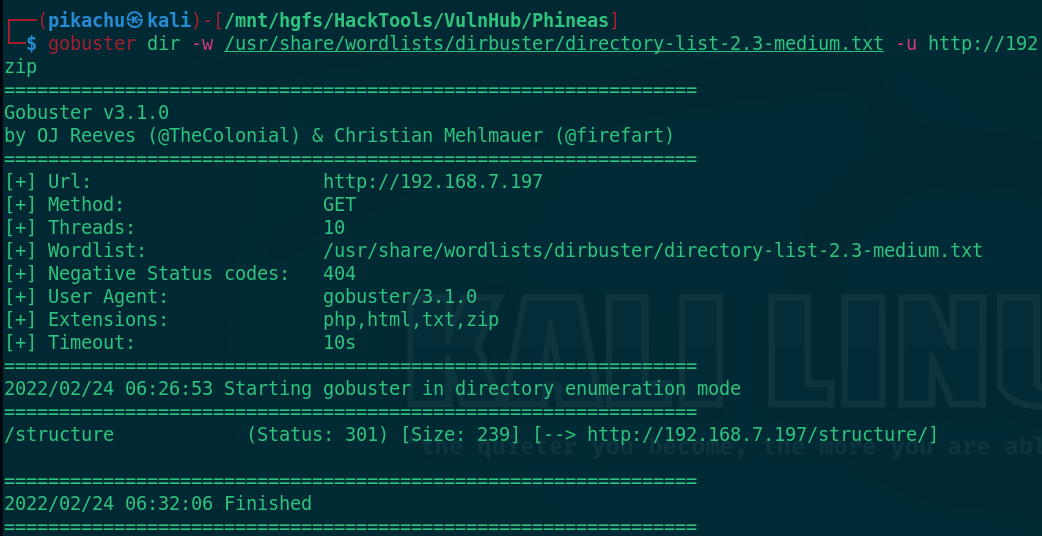 ┌──(pikachu㉿kali)-[/mnt/hgfs/HackTools/VulnHub/Phineas]
└─$ gobuster dir -w /usr/share/wordlists/dirbuster/directory-list-2.3-medium.txt -u http://192
zip
===============================================================
Gobuster v3.1.0
by OJ Reeves (@TheColonial) & Christian Mehlmauer (@firefart)
===============================================================
[+] Url:                     http://192.168.7.197
[+] Method:                  GET
[+] Threads:                 10
[+] Wordlist:                /usr/share/wordlists/dirbuster/directory-list-2.3-medium.txt
[+] Negative Status codes:   404
[+] User Agent:              gobuster/3.1.0
[+] Extensions:              php,html,txt,zip
[+] Timeout:                 10s
===============================================================
2022/02/24 06:26:53 Starting gobuster in directory enumeration mode
===============================================================
/structure            (Status: 301) [Size: 239] [--> http://192.168.7.197/structure/]
===============================================================
2022/02/24 06:32:06 Finished
===============================================================
KALI LINU
the quieter you become, the more you are abl